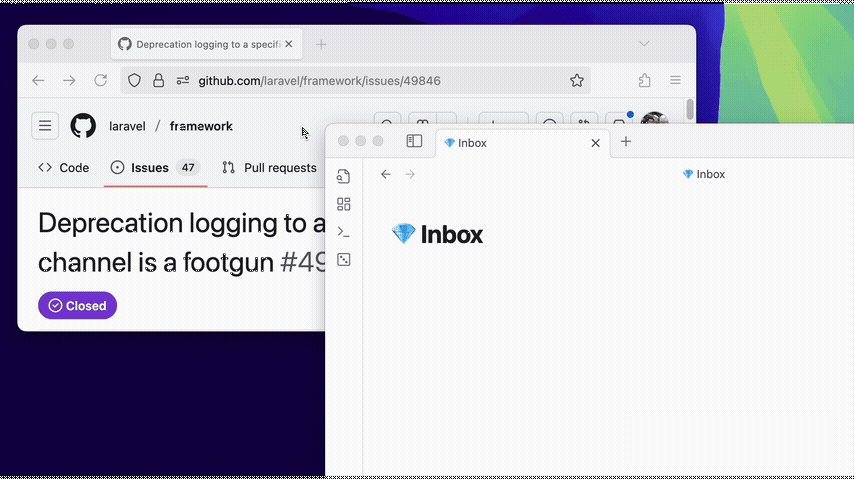 Deprecation logging to a specifi
github.com/laravel/framework/issues/49846
laravel / framework
Code
Issues 47
Pull requests
Deprecation logging to a
channel is a footgun #49
Closed
Inbox
Inbox
Inbox